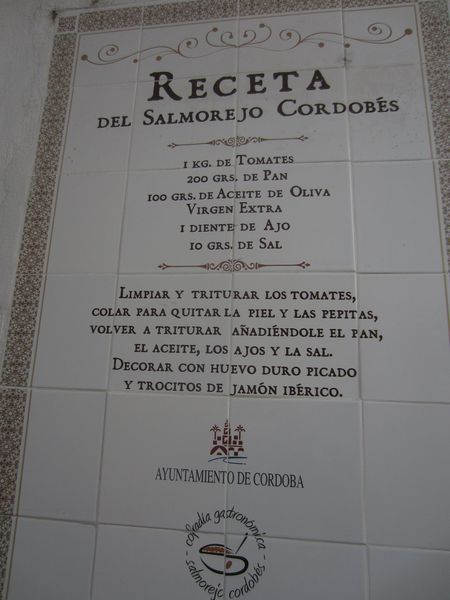 RECETA
DEL SALMOREJO CORDOBÉS
1 KG. DE TOMATES
200 GRS. DE PAN
100 GRS. DE ACEITE DE OLIVA
VIRGEN EXTRA
1 DIENTE DE AJO
10 GRS. DE SAL
LIMPIAR Y TRITURAR LOS TOMATES,
COLAR PARA QUITAR LA PIEL Y LAS PEPITAS,
VOLVER A TRITURAR AÑADIÉNDOLE EL PAN,
EL ACEITE, LOS AJOS Y LA SAL.
DECORAR CON HUEVO DURO PICADO
Y TROCITOS DE JAMÓN IBÉRICO.
AYUNTAMIENTO DE CORDOBA
cofradía gastronómica
- salmorejo cordobés -